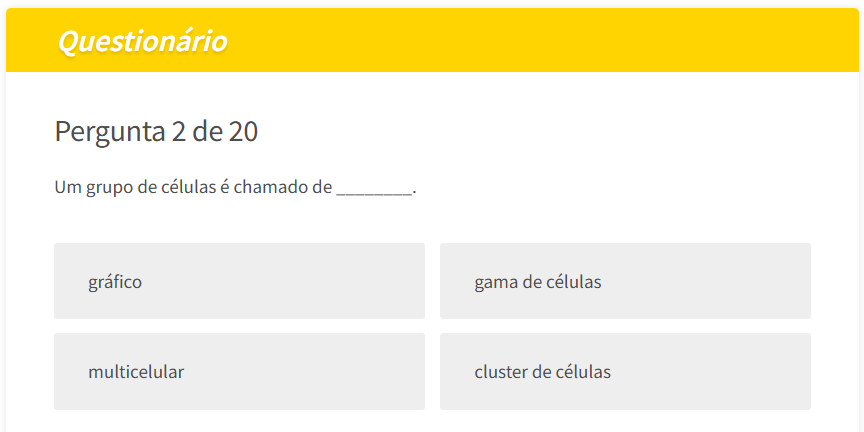 Questionário
Pergunta 2 de 20
Um grupo de células é chamado de ________.
gráfico
gama de células
multicelular
cluster de células